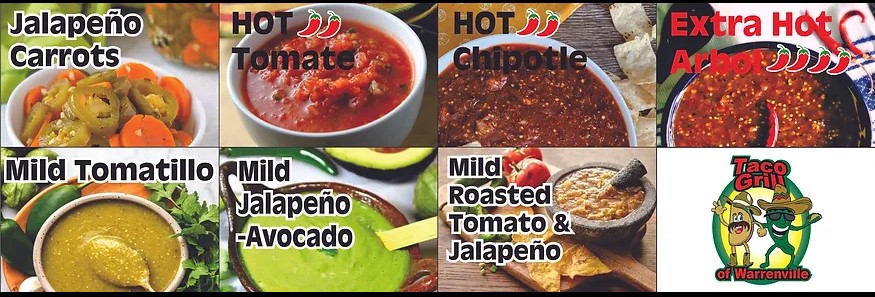 Jalapeño
Carrots
HOT
Tomate
HOT
Chipotle
Extra Hot
Arbol
Mild Tomatillo
Mild
Jalapeño
-Avocado
Mild
Roasted
Tomato &
Jalapeño
Taco
Grill
of Warrenville